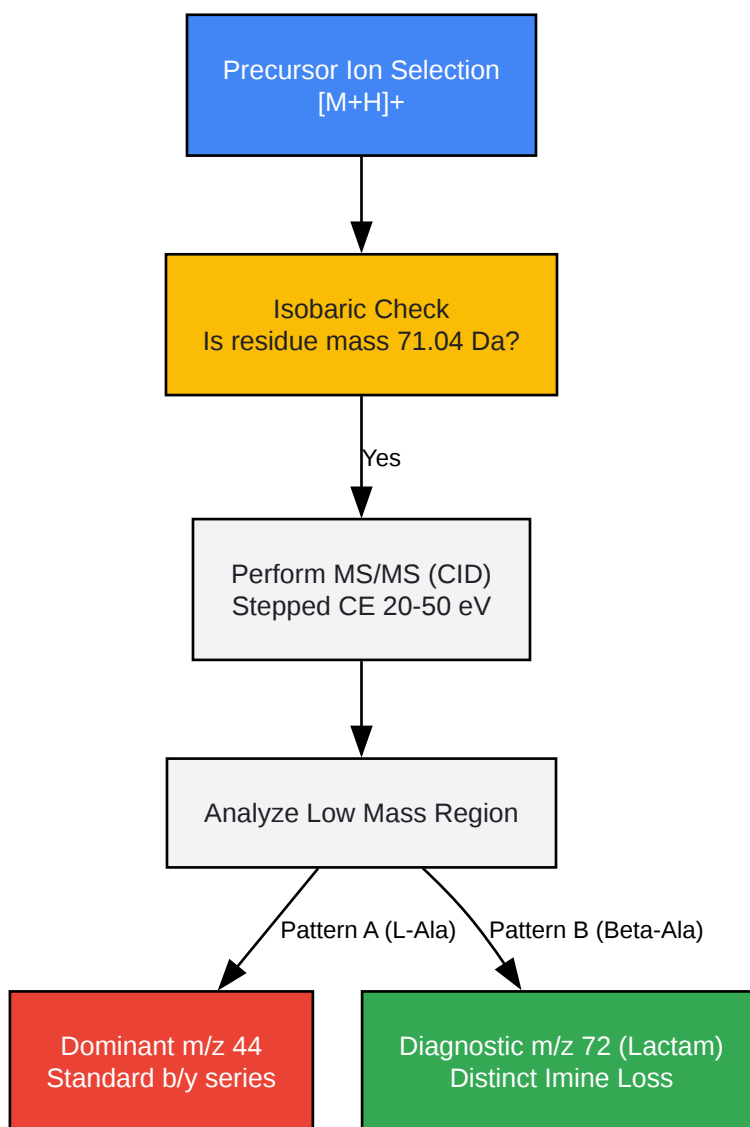 Precursor Ion Selection
[M+H]+
Isobaric Check
Is residue mass 71.04 Da?
Yes
Perform MS/MS (CID)
Stepped CE 20-50 eV
Analyze Low Mass Region
Pattern A (L-Ala)
Pattern B (Beta-Ala)
Dominant m/z 44
Standard b/y series
Diagnostic m/z 72 (Lactam)
Distinct Imine Loss